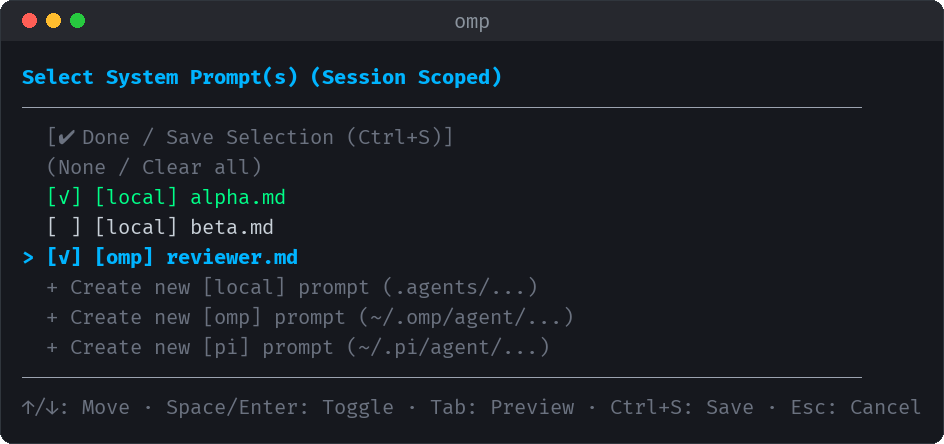 omp
Select System Prompt(s) (Session Scoped)
[✔ Done / Save Selection (Ctrl+S)]
(None / Clear all)
[√] [local] alpha.md
[ ] [local] beta.md
> [√] [omp] reviewer.md
+ Create new [local] prompt (.agents/...)
+ Create new [omp] prompt (~/.omp/agent/...)
+ Create new [pi] prompt (~/.pi/agent/...)
↑/↓: Move · Space/Enter: Toggle · Tab: Preview · Ctrl+S: Save · Esc: Cancel